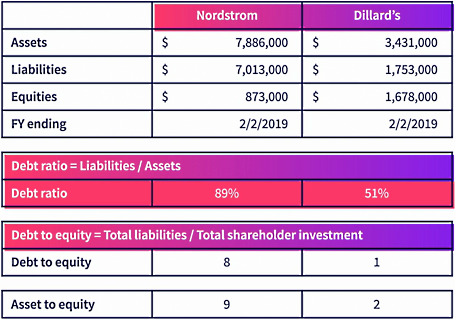 Nordstrom Dillard's
Assets $ 7,886,000 $ 3,431,000
Liabilities $ 7,013,000 $ 1,753,000
Equities $ 873,000 $ 1,678,000
FY ending 2/2/2019 2/2/2019
Debt ratio = Liabilities / Assets
Debt ratio 89% 51%
Debt to equity = Total liabilities / Total shareholder investment
Debt to equity 8 1
Asset to equity 9 2